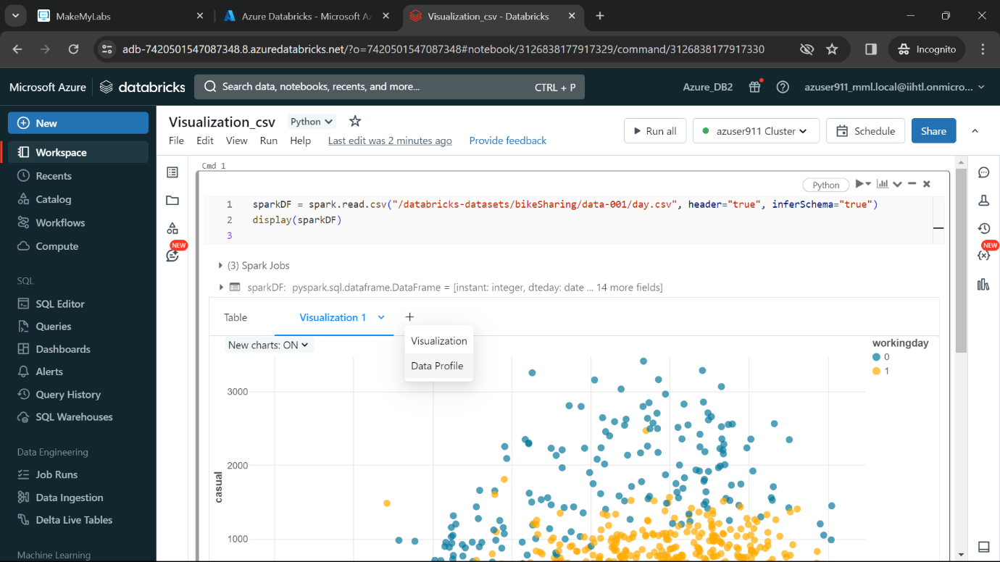 MakeMyLabs
Azure Databricks - Microsoft Az
Visualization_csv - Databricks
adb-7420501547087348.8.azuredatabricks.net/?o=7420501547087348#notebook/3126838177917329/command/3126838177917330
Incognito
Microsoft Azure
databricks
Search data, notebooks, recents, and more...
CTRL + P
Azure_DB2
azuser911_mml.local@iihtl.onmicro...
New
Workspace
Recents
Catalog
Workflows
Compute
SQL
SQL Editor
Queries
Dashboards
Alerts
Query History
SQL Warehouses
Data Engineering
Job Runs
Data Ingestion
Delta Live Tables
Machine Learning
Visualization_csv
Python
File Edit View Run Help Last edit was 2 minutes ago Provide feedback
Run all
azuser911 Cluster
Schedule
Share
NEW
Cmd 1
Python
1 sparkDF = spark.read.csv("/databricks-datasets/bikeSharing/data-001/day.csv", header="true", inferSchema="true")
2 display(sparkDF)
3
(3) Spark Jobs
sparkDF: pyspark.sql.dataframe.DataFrame = [instant: integer, dteday: date ... 14 more fields]
Table
Visualization 1
+
Visualization
Data Profile
New charts: ON
workingday
0
1
3000
2000
1000
casual
NEW